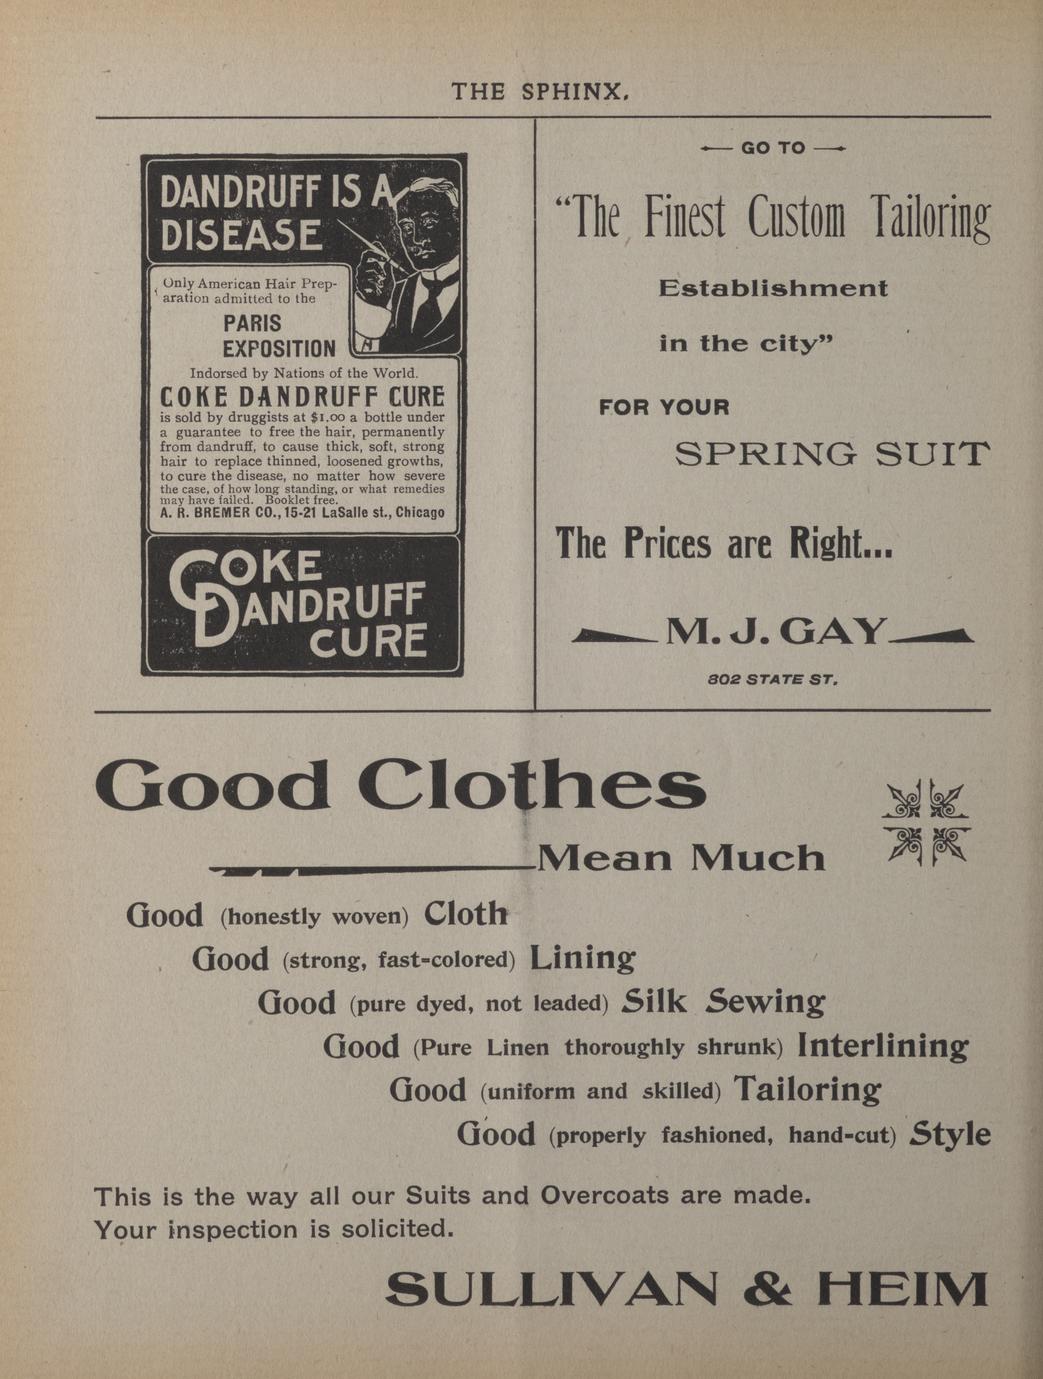 THE SPHINX.
DANDRUFF IS A
DISEASE
Only American Hair Prep-
aration admitted to the
PARIS
EXPOSITION
Indorsed by Nations of the World.
COKE DANDRUFF CURE
is sold by druggists at $1.00 a bottle under
a guarantee to free the hair, permanently
from dandruff, to cause thick, soft, strong
hair to replace thinned, loosened growths,
to cure the disease, no matter how severe
the case, of how long standing, or what remedies
may have failed. Booklet free.
A. R. BREMER CO., 15-21 LaSalle st., Chicago
COKE
DANDRUFF
CURE
GO TO
“The Finest Custom Tailoring
Establishment
in the city”
FOR YOUR
SPRING SUIT
The Prices are Right...
M. J. GAY
302 STATE ST.
Good Clothes
Mean Much
Good (honestly woven) Cloth
Good (strong, fast-colored) Lining
Good (pure dyed, not leaded) Silk Sewing
Good (Pure Linen thoroughly shrunk) Interlining
Good (uniform and skilled) Tailoring
Good (properly fashioned, hand-cut) Style
This is the way all our Suits and Overcoats are made.
Your inspection is solicited.
SULLIVAN & HEIM